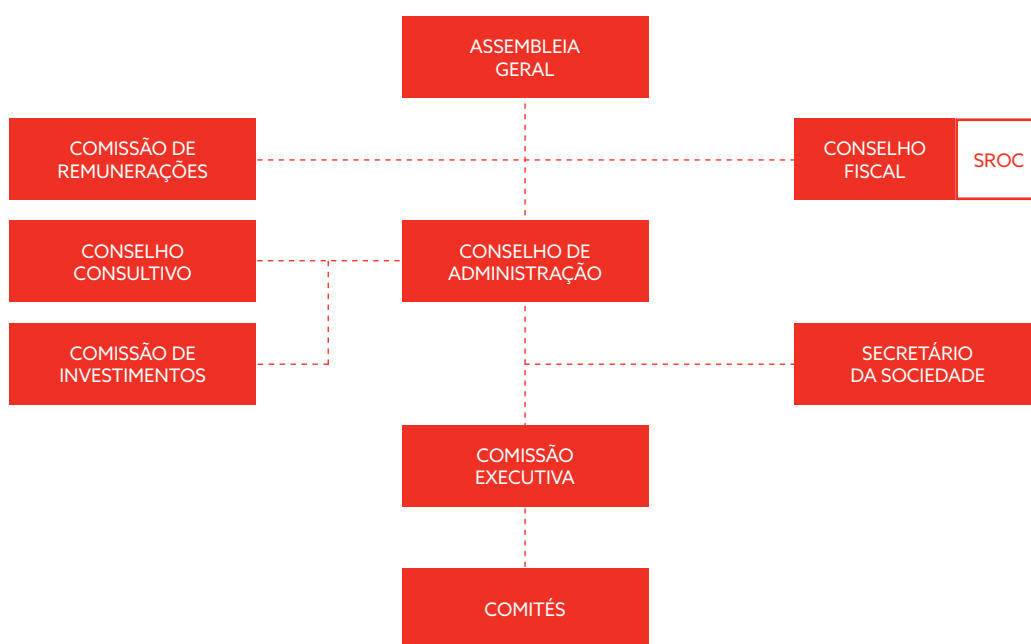 ASSEMBLEIA
GERAL
COMISSÃO DE
REMUNERAÇÕES
CONSELHO
FISCAL
SROC
CONSELHO
CONSULTIVO
CONSELHO DE
ADMINISTRAÇÃO
COMISSÃO DE
INVESTIMENTOS
SECRETÁRIO
DA SOCIEDADE
COMISSÃO
EXECUTIVA
COMITÉS